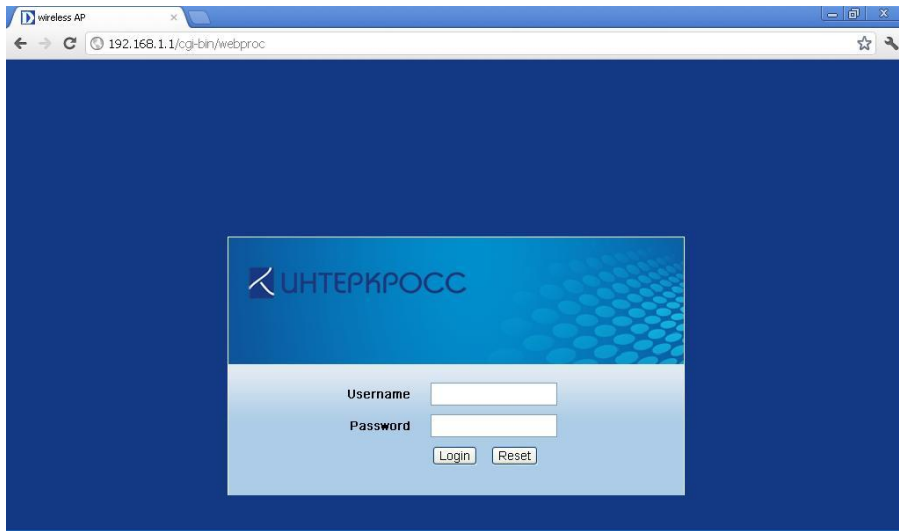 wireless AP
192.168.1.1/cgi-bin/webproc
ИНТЕРКРОСС
Username
Password
Login Reset